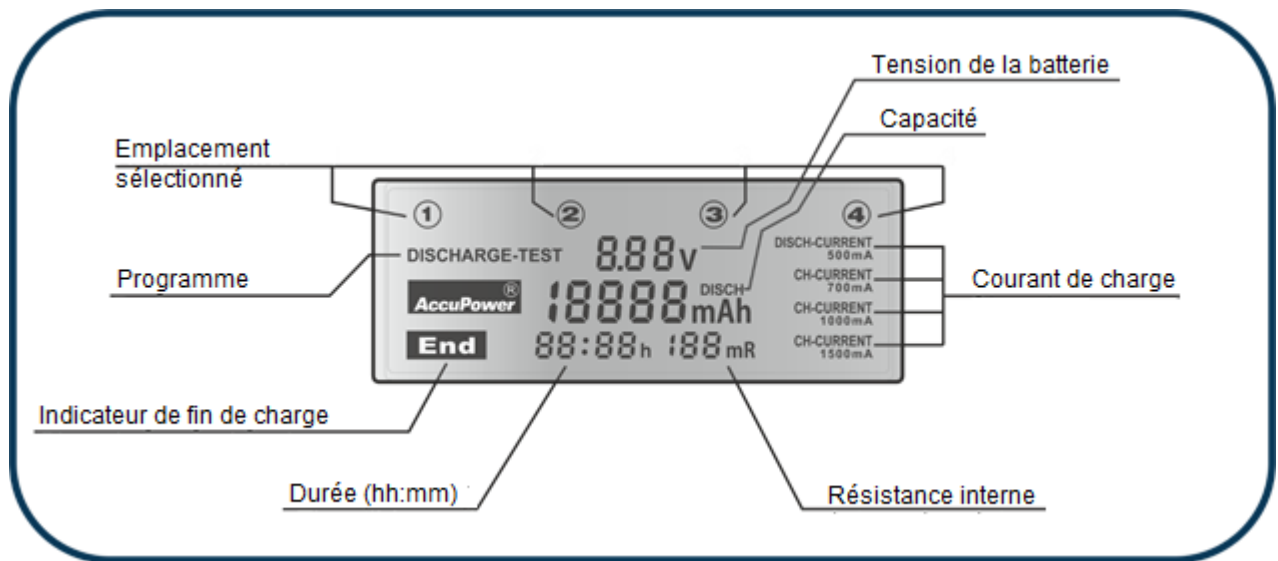 Tension de la batterie
Capacité
Emplacement
sélectionné
① ② ③ ④
DISCHARGE-TEST
8.88V
DISCH-CURRENT
500mA
Programme
AccuPower®
18888mAh
DISCH
CH-CURRENT
700mA
Courant de charge
CH-CURRENT
1000mA
End
88:88h
188mR
CH-CURRENT
1500mA
Indicateur de fin de charge
Durée (hh:mm)
Résistance interne